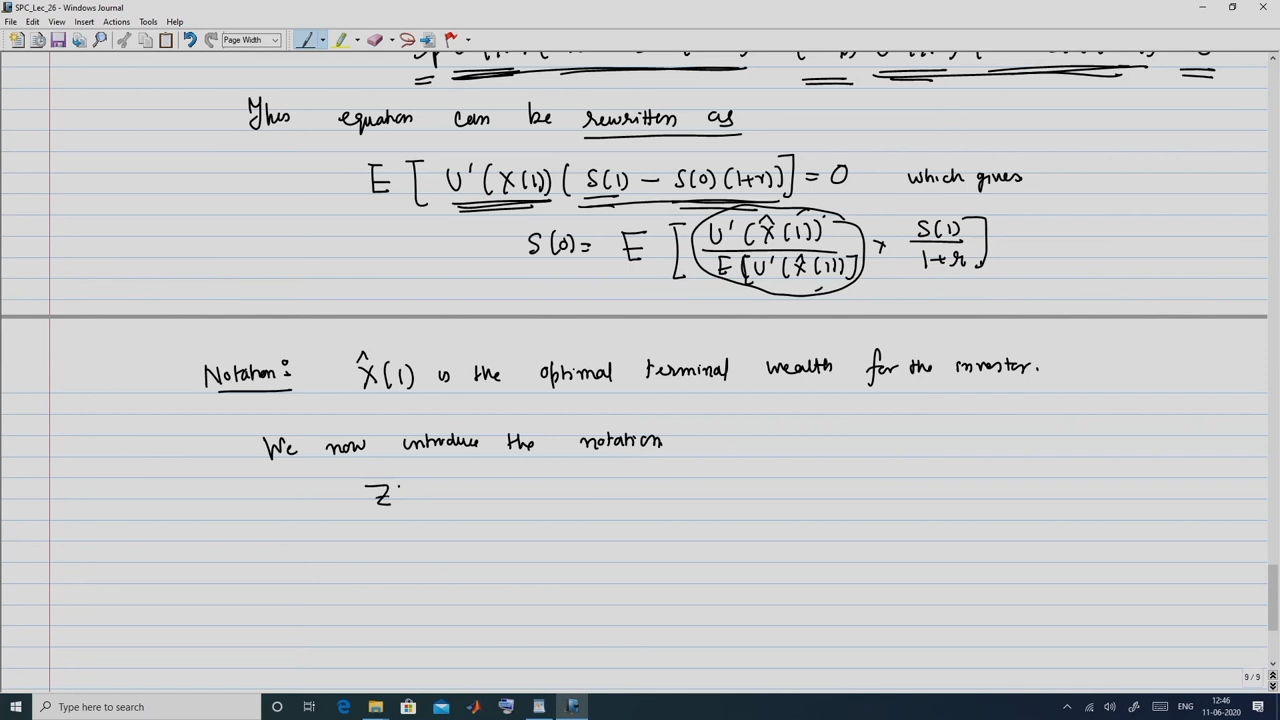 SPC_Lec_26 - Windows Journal
File Edit View Insert Actions Tools Help
Page Width
This equation can be rewritten as
E [ U'(X(1)) ( S(1) - S(0)(1+r) ) ] = 0 which gives
S(0) = E [ U'(X̂(1)) / E[U'(X̂(1))] × S(1) / 1+r ]
Notation: X̂(1) is the optimal terminal wealth for the investor.
We now introduce the notation
Z
9 / 9
Type here to search
ENG
12:46
11-06-2020